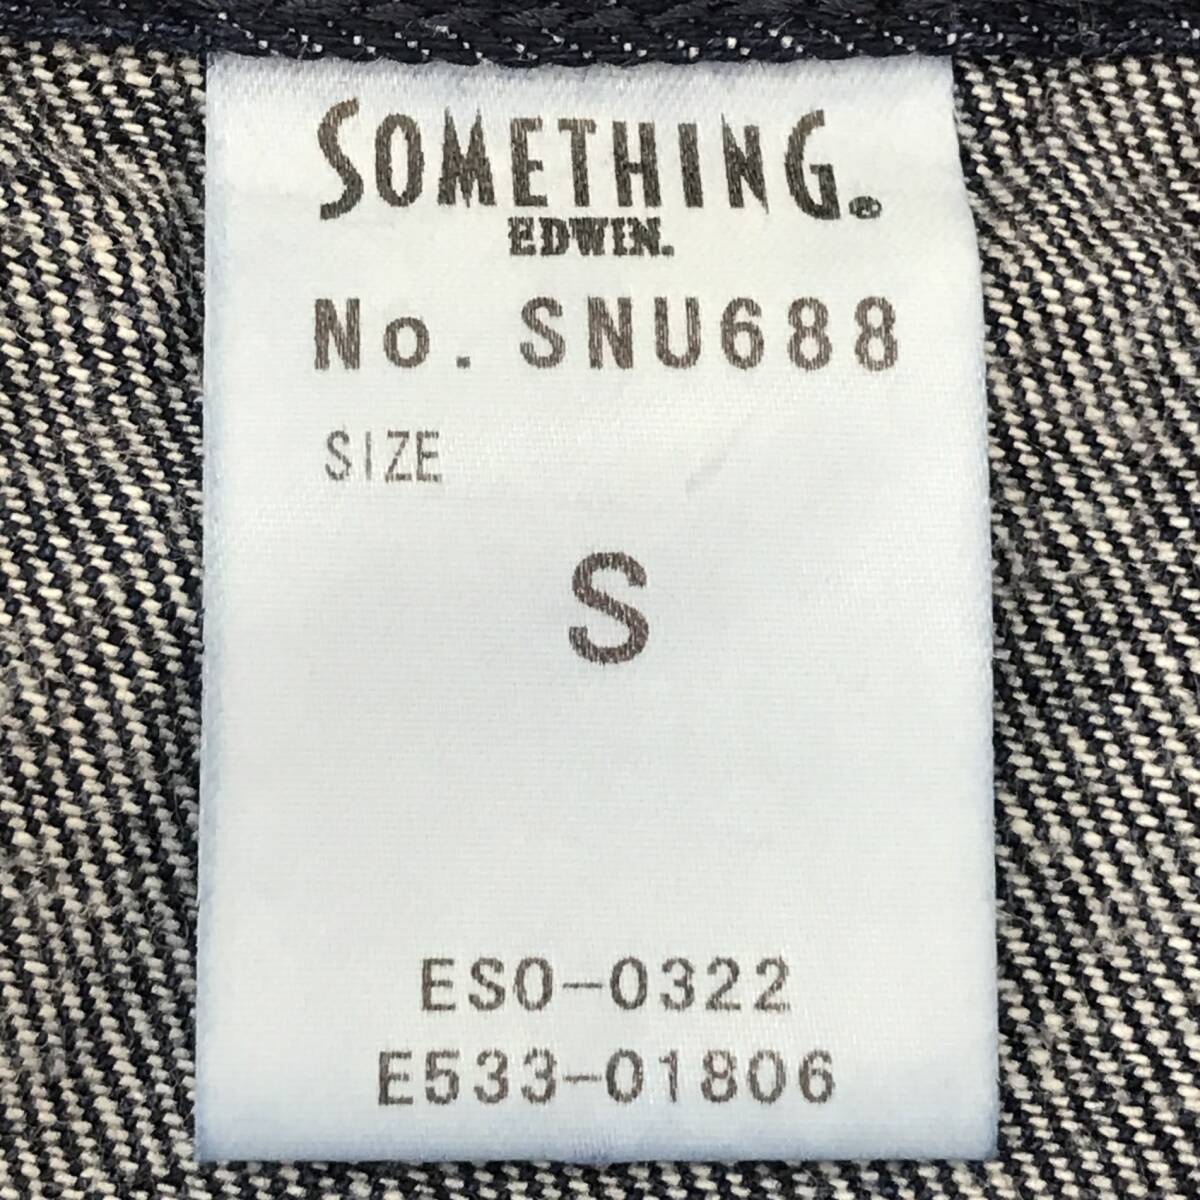 SOMETHING.®
EDWIN.
No. SNU688
SIZE
S
ESO-0322
E533-01806